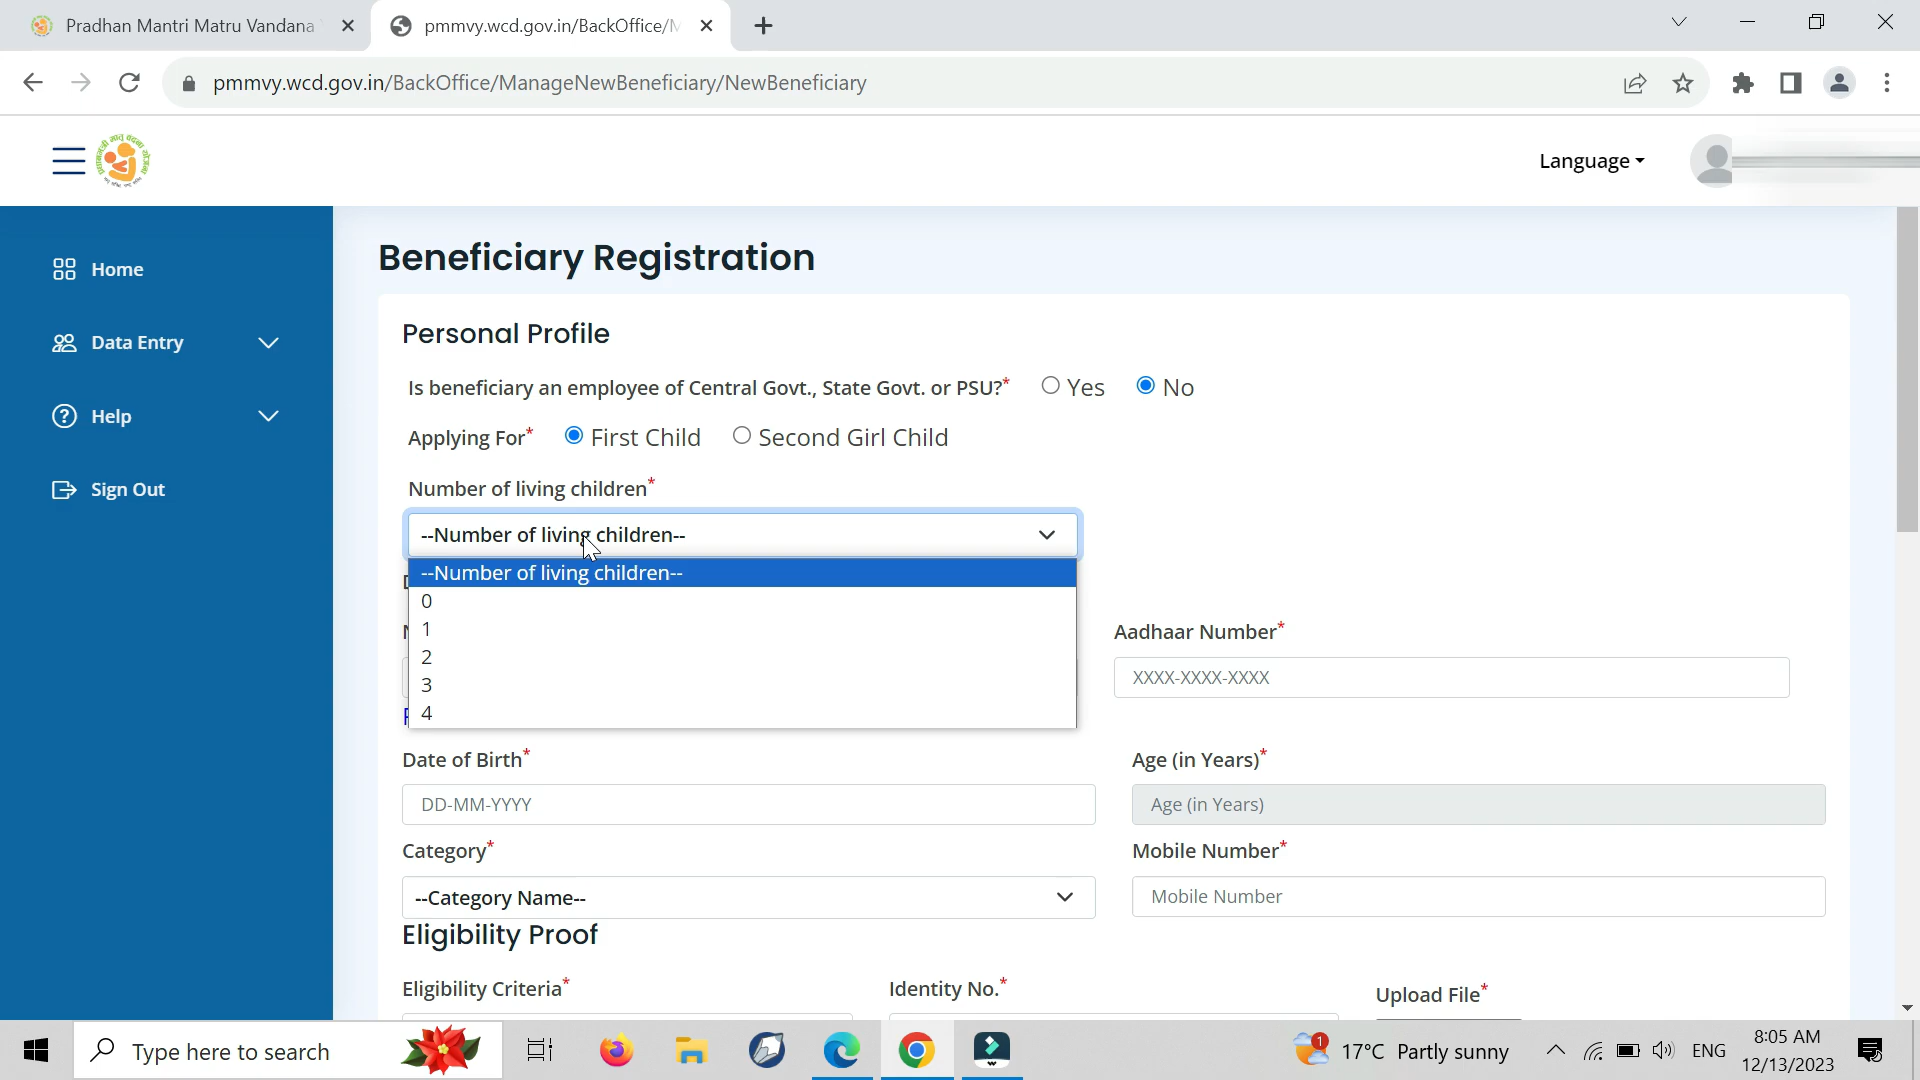 Pradhan Mantri Matru Vandana
pmmvy.wcd.gov.in/BackOffice/M
pmmvy.wcd.gov.in/BackOffice/ManageNewBeneficiary/NewBeneficiary
Language
Home
Data Entry
Help
Sign Out
Beneficiary Registration
Personal Profile
Is beneficiary an employee of Central Govt., State Govt. or PSU?* Yes No
Applying For* First Child Second Girl Child
Number of living children*
--Number of living children--
--Number of living children--
0
1
2
3
4
Aadhaar Number*
XXXX-XXXX-XXXX
Date of Birth* Age (in Years)*
DD-MM-YYYY Age (in Years)
Category* Mobile Number*
--Category Name-- Mobile Number
Eligibility Proof
Eligibility Criteria* Identity No.* Upload File*
Type here to search
1 17°C Partly sunny ENG
8:05 AM
12/13/2023